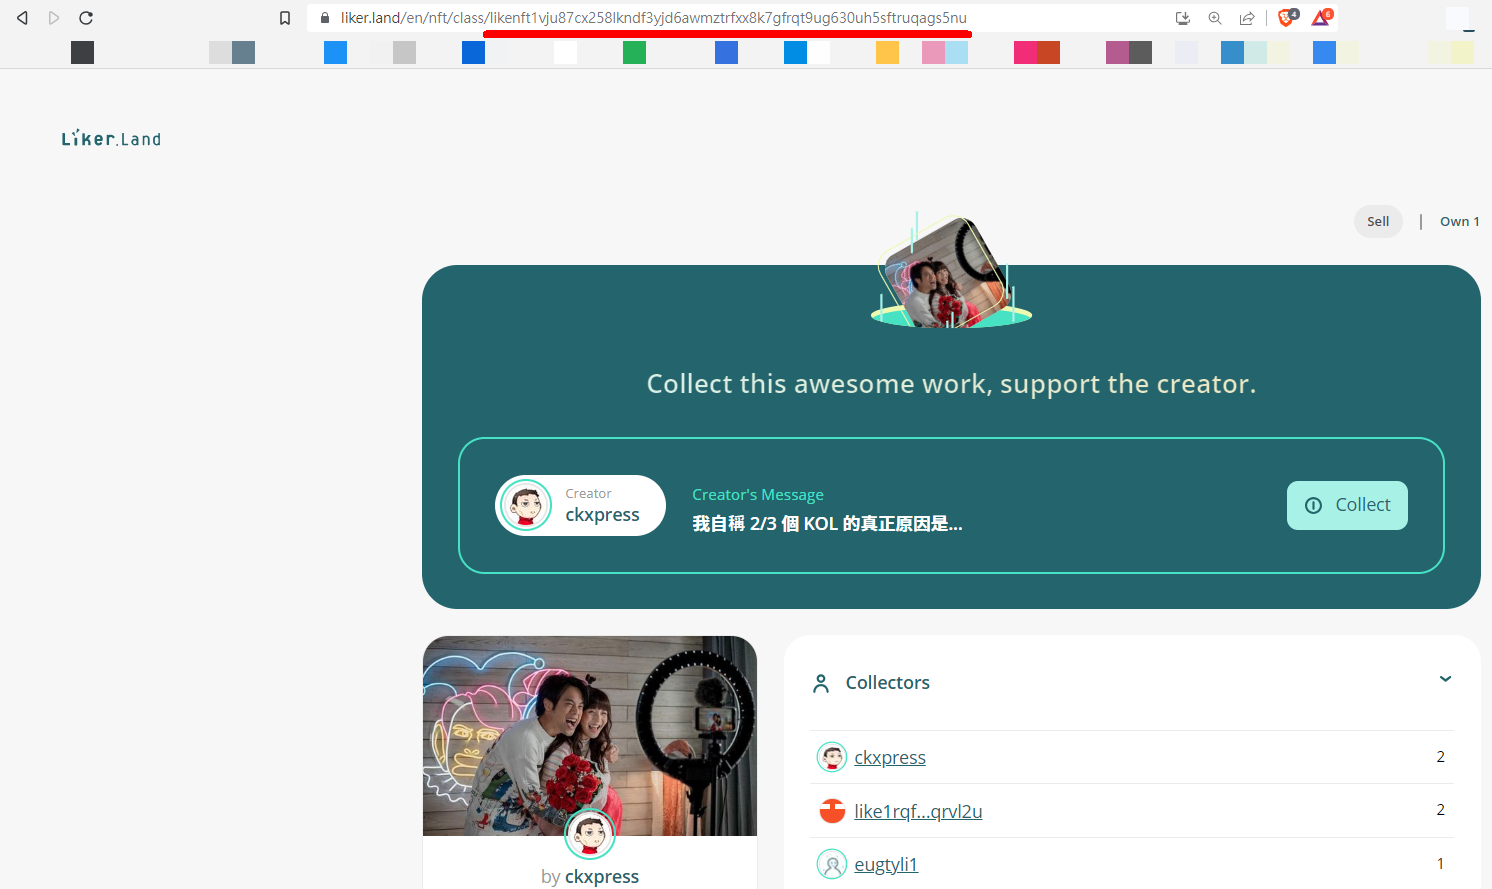 liker.land/en/nft/class/likenft1vju87cx258lkndf3yjd6awmztrfxx8k7gfrqt9ug630uh5sftruqags5nu
4
6
Liker.Land
Sell | Own 1
Collect this awesome work, support the creator.
Creator
ckxpress
Creator's Message
我自稱 2/3 個 KOL 的真正原因是...
Collect
by ckxpress
Collectors
ckxpress 2
like1rqf...qrvl2u 2
eugtyli1 1